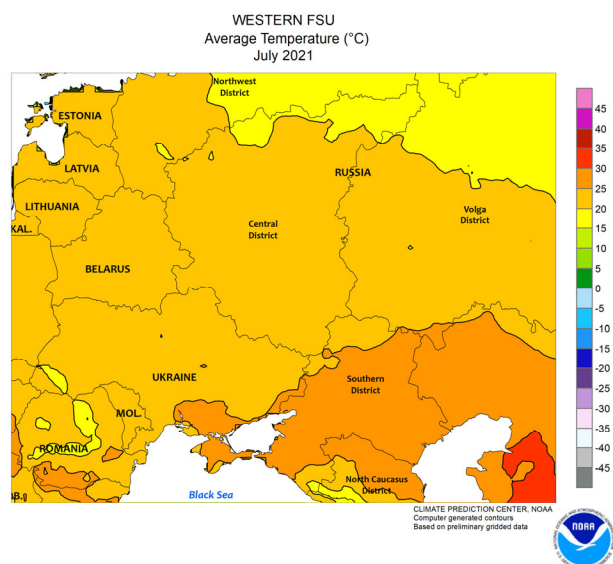 WESTERN FSU
Average Temperature (°C)
July 2021
Northwest
District
ESTONIA
LATVIA
RUSSIA
LITHUANIA
Volga
District
KAL.
Central
District
BELARUS
UKRAINE
Southern
District
MOL.
ROMANIA
North Caucasus
District
Black Sea
45
40
35
30
25
20
15
10
5
0
-5
-10
-15
-20
-25
-30
-35
-40
-45
CLIMATE PREDICTION CENTER, NOAA
Computer generated contours
Based on preliminary gridded data
NOAA